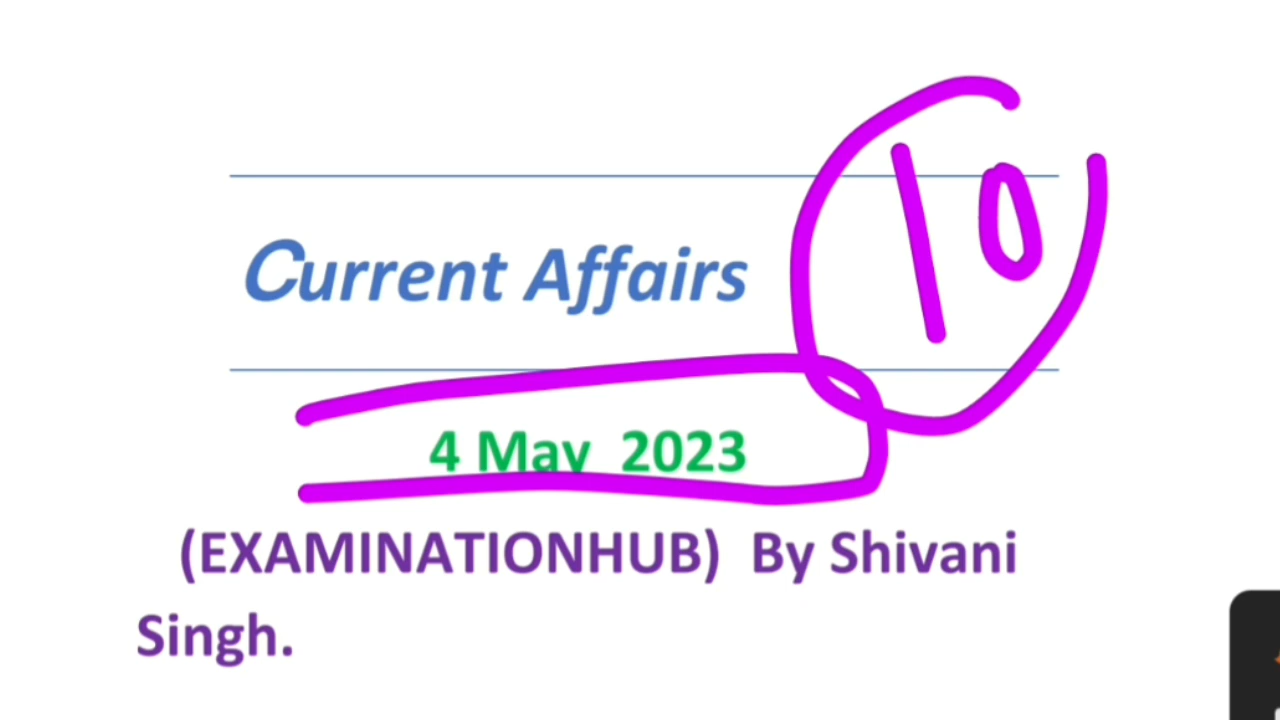 Current Affairs
10
4 May 2023
(EXAMINATIONHUB) By Shivani
Singh.